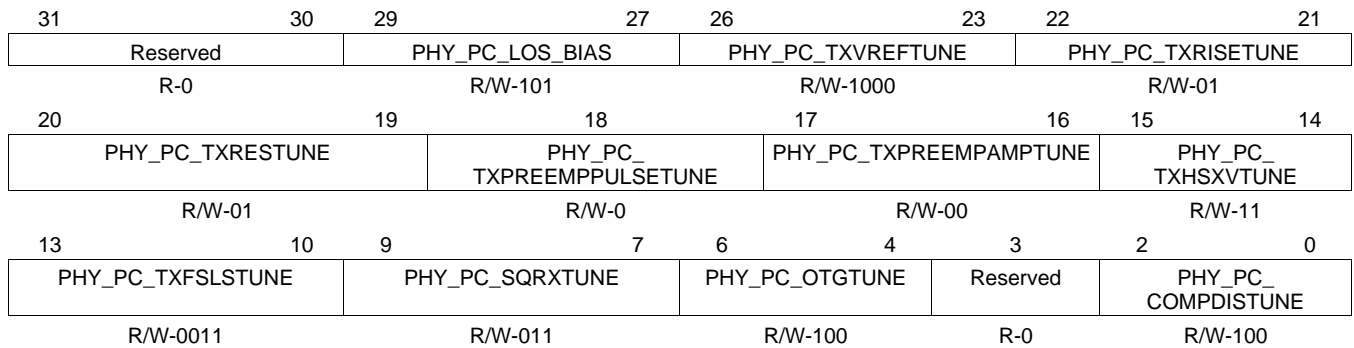 31 30 29 27 26 23 22 21
Reserved PHY_PC_LOS_BIAS PHY_PC_TXVREFTUNE PHY_PC_TXRISETUNE
R-0 R/W-101 R/W-1000 R/W-01
20 19 18 17 16 15 14
PHY_PC_TXRESTUNE PHY_PC_ PHY_PC_TXPREEMPAMPTUNE PHY_PC_
TXPREEMPPULSETUNE TXHSXVTUNE
R/W-01 R/W-0 R/W-00 R/W-11
13 10 9 7 6 4 3 2 0
PHY_PC_TXFSLSTUNE PHY_PC_SQRXTUNE PHY_PC_OTGTUNE Reserved PHY_PC_
COMPDISTUNE
R/W-0011 R/W-011 R/W-100 R-0 R/W-100